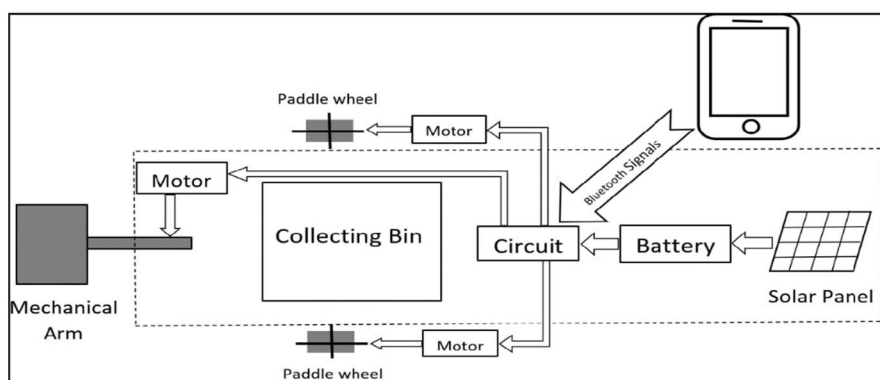 Paddle wheel
Motor
Bluetooth Signals
Motor
Collecting Bin
Circuit
Battery
Mechanical
Arm
Solar Panel
Motor
Paddle wheel